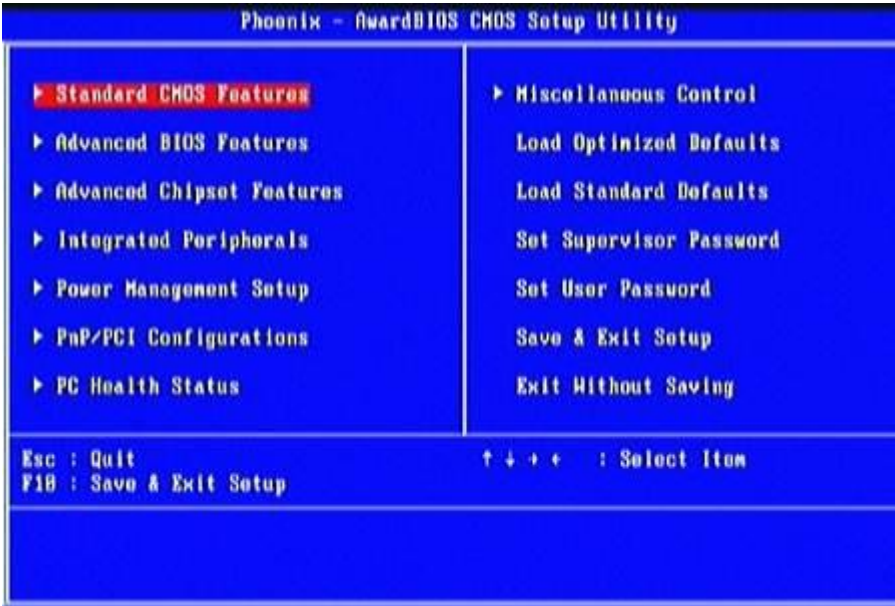 Phoenix - AwardBIOS CMOS Setup Utility
Standard CMOS Features
Advanced BIOS Features
Advanced Chipset Features
Integrated Peripherals
Power Management Setup
PnP/PCI Configurations
PC Health Status
Miscellaneous Control
Load Optimized Defaults
Load Standard Defaults
Set Supervisor Password
Set User Password
Save & Exit Setup
Exit Without Saving
Esc : Quit
F10 : Save & Exit Setup
↑ ↓ → ← : Select Item